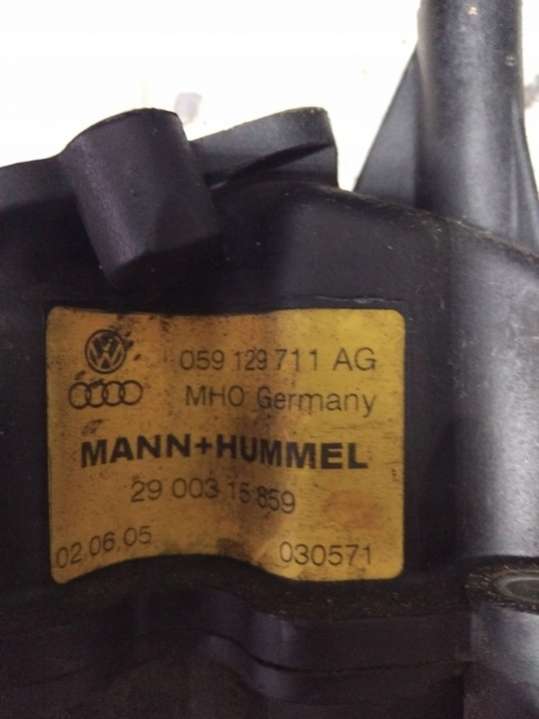 059 129 711 AG
MHO Germany
MANN+HUMMEL
29 003 15 859
02.06.05 030571